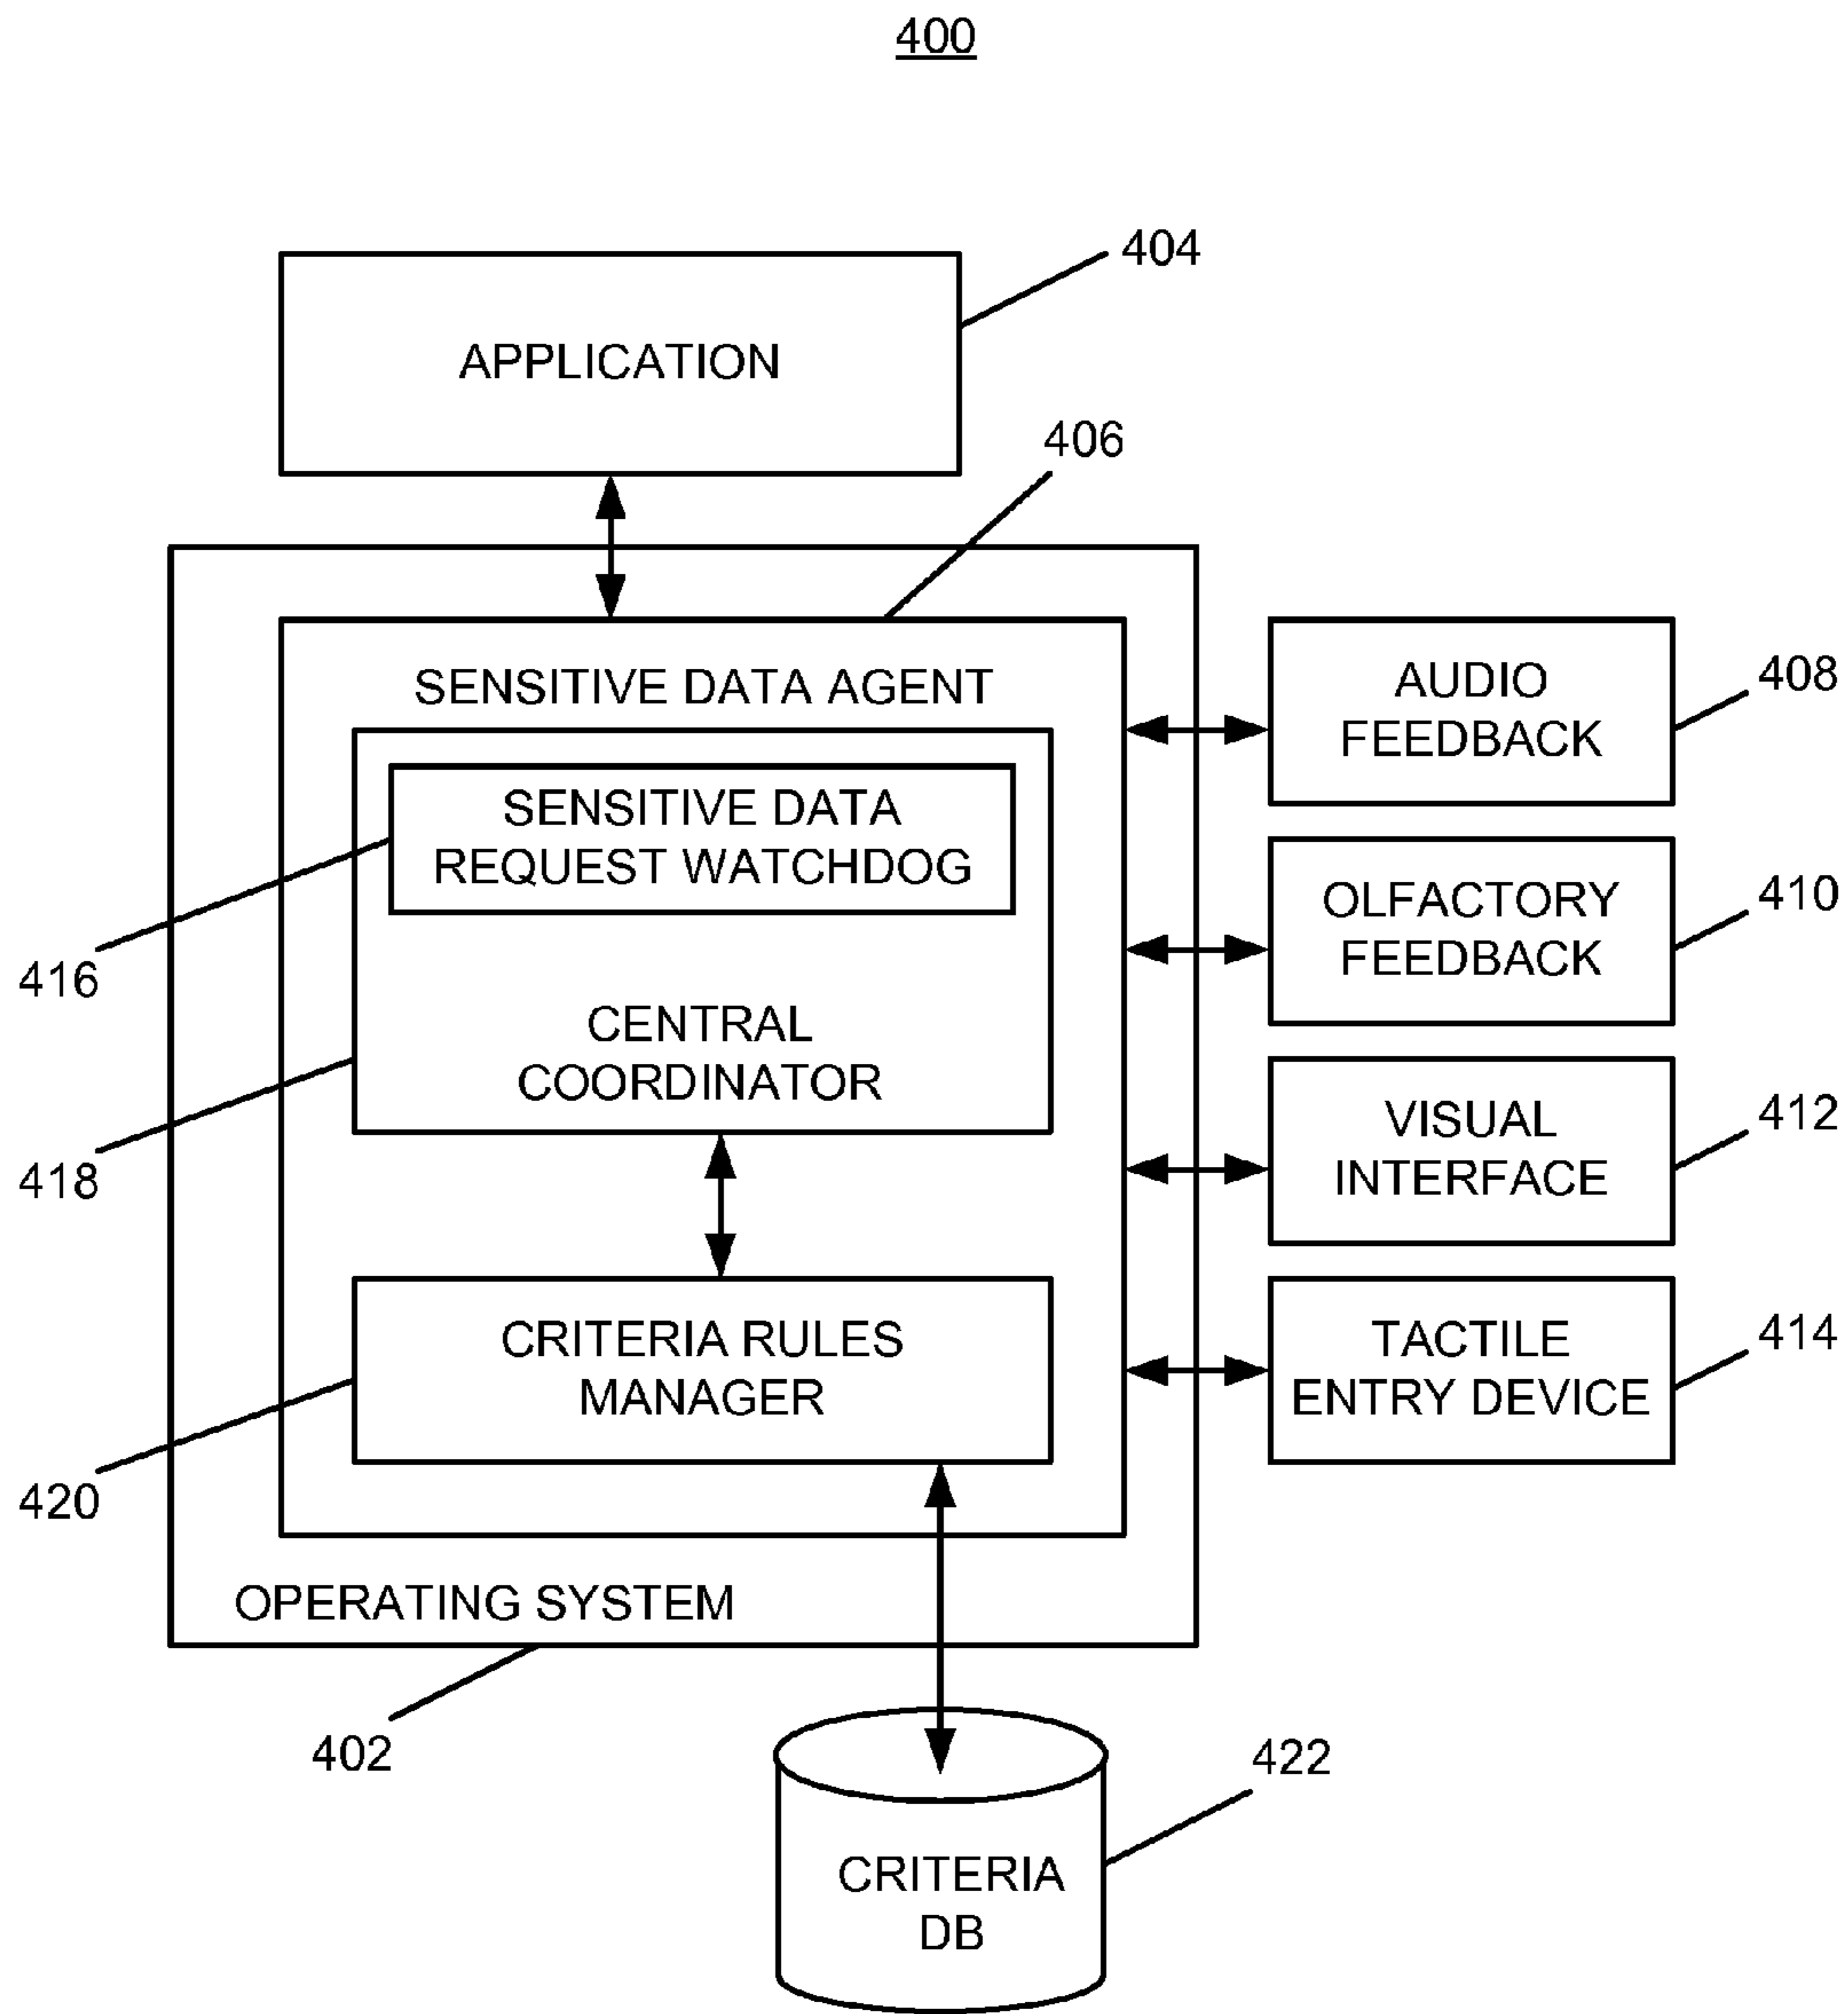 400
404
APPLICATION
406
SENSITIVE DATA AGENT
AUDIO
FEEDBACK
408
SENSITIVE DATA
REQUEST WATCHDOG
OLFACTORY
FEEDBACK
410
416
CENTRAL
COORDINATOR
VISUAL
INTERFACE
412
418
CRITERIA RULES
MANAGER
TACTILE
ENTRY DEVICE
414
420
OPERATING SYSTEM
402
422
CRITERIA
DB